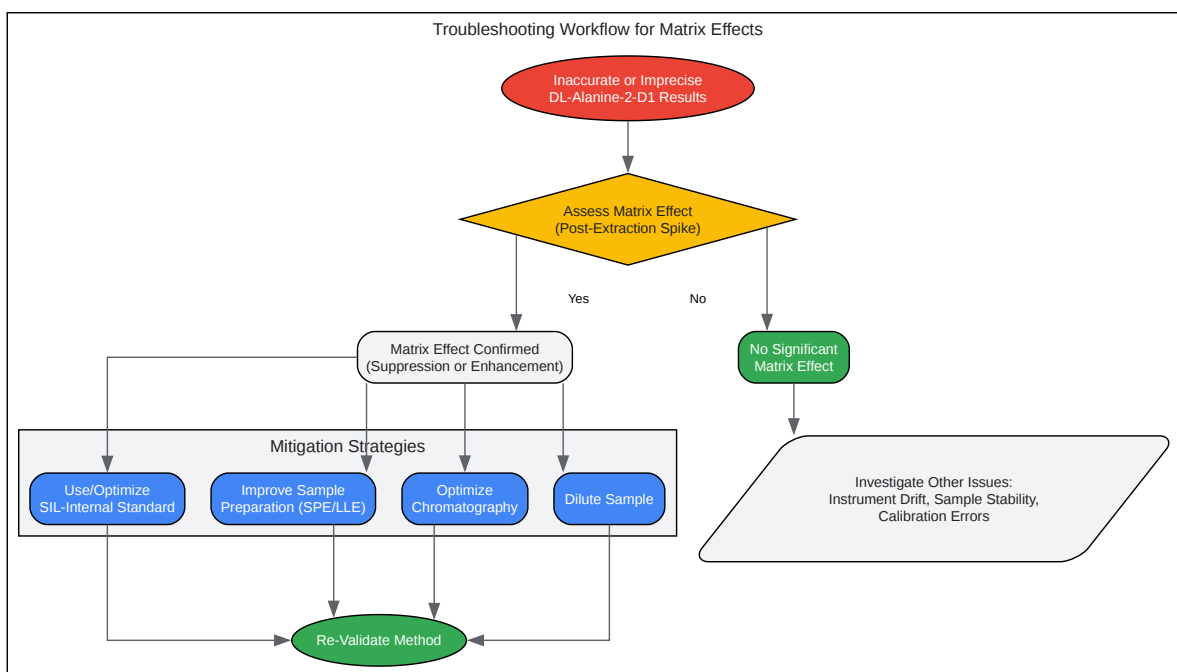 Troubleshooting Workflow for Matrix Effects
Inaccurate or Imprecise
DL-Alanine-2-D1 Results
Assess Matrix Effect
(Post-Extraction Spike)
Yes
No
Matrix Effect Confirmed
(Suppression or Enhancement)
No Significant
Matrix Effect
Mitigation Strategies
Use/Optimize
SIL-Internal Standard
Improve Sample
Preparation (SPE/LLE)
Optimize
Chromatography
Dilute Sample
Investigate Other Issues:
Instrument Drift, Sample Stability,
Calibration Errors
Re-Validate Method